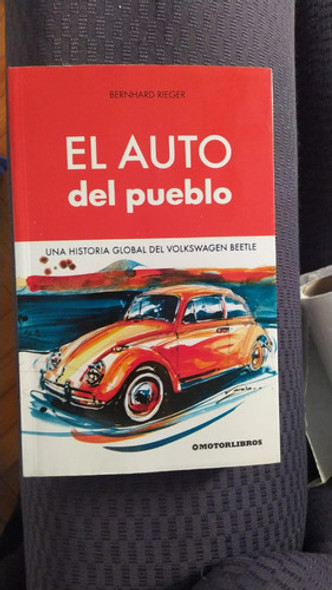 BERNHARD RIEGER
EL AUTO
del pueblo
UNA HISTORIA GLOBAL DEL VOLKSWAGEN BEETLE
MOTORLIBROS